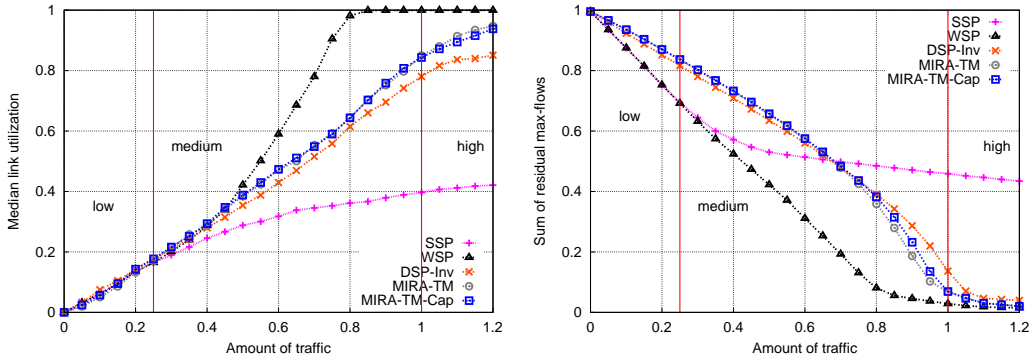 Median link utilization
1
0.8
0.6
0.4
0.2
0
low
medium
high
SSP
WSP
DSP-Inv
MIRA-TM
MIRA-TM-Cap
0 0.2 0.4 0.6 0.8 1 1.2
Amount of traffic
Sum of residual max-flows
1
0.8
0.6
0.4
0.2
0
SSP
WSP
DSP-Inv
MIRA-TM
MIRA-TM-Cap
low
medium
high
0 0.2 0.4 0.6 0.8 1 1.2
Amount of traffic